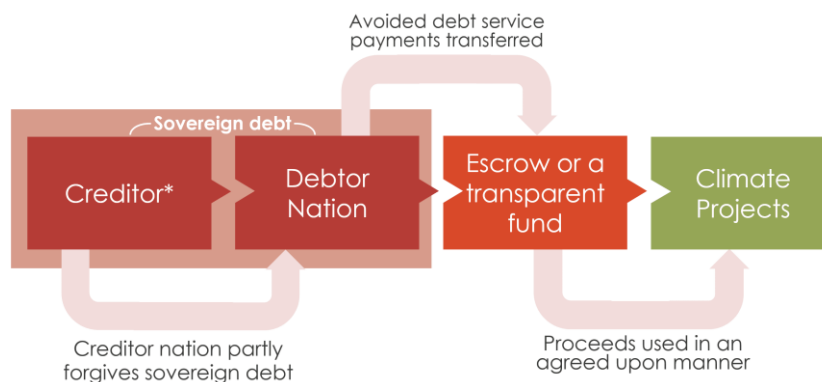 Avoided debt service
payments transferred
Sovereign debt
Creditor*
Debtor
Nation
Escrow or a
transparent
fund
Climate
Projects
Creditor nation partly
forgives sovereign debt
Proceeds used in an
agreed upon manner